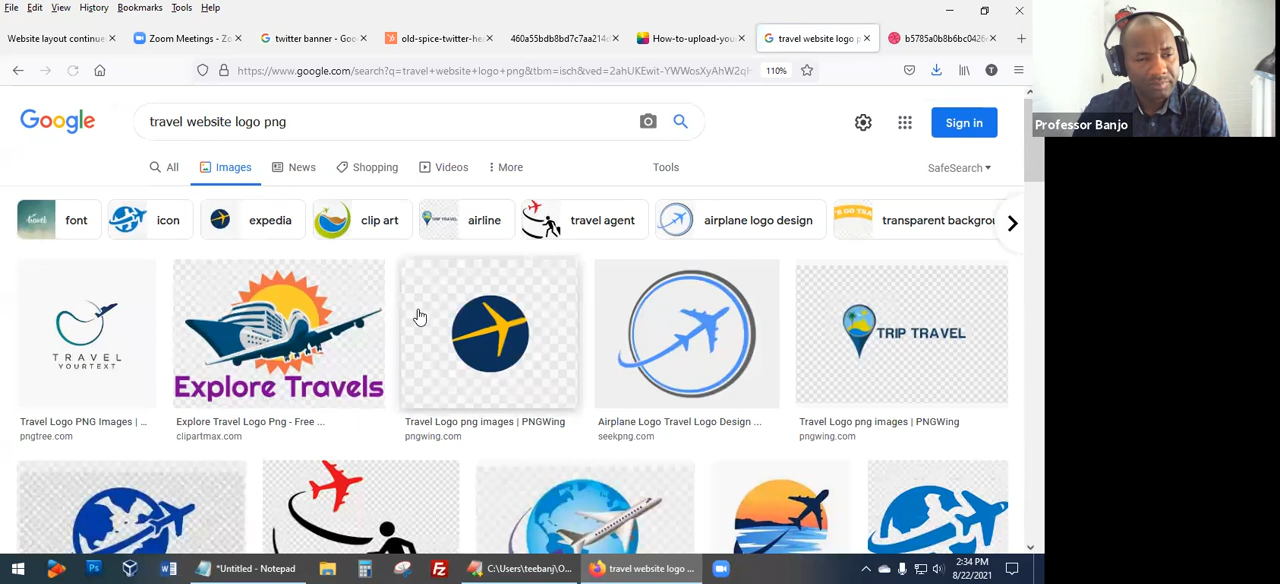 File Edit View History Bookmarks Tools Help
Website layout continue
Zoom Meetings - Zo
twitter banner - Goo
old-spice-twitter-he
460a55bdb8bd7c7aa214c
How-to-upload-you
travel website logo p
b5785a0b8b6bc0426
https://www.google.com/search?q=travel+website+logo+png&tbm=isch&ved=2ahUKEwit-YWWosXyAhW2qH
110%
Google
travel website logo png
Sign in
All Images News Shopping Videos More Tools SafeSearch
font icon expedia clip art airline travel agent airplane logo design transparent backgrou
TRAVEL
YOURTEXT
Explore Travels
TRIP TRAVEL
Travel Logo PNG Images | ...
pngtree.com
Explore Travel Logo Png - Free ...
clipartmax.com
Travel Logo png images | PNGWing
pngwing.com
Airplane Logo Travel Logo Design ...
seekpng.com
Travel Logo png images | PNGWing
pngwing.com
Professor Banjo
*Untitled - Notepad
C:\Users\teebanj\O...
travel website logo ...
2:34 PM
8/22/2021